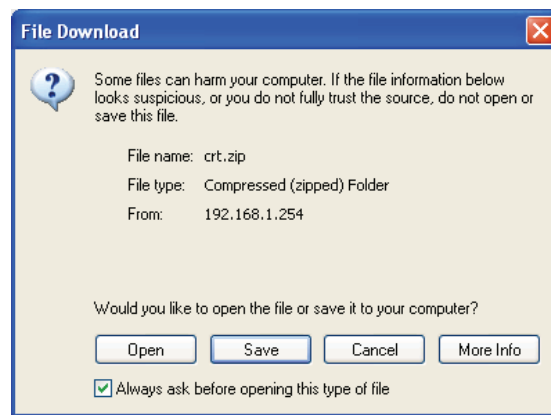 File Download
Some files can harm your computer. If the file information below
looks suspicious, or you do not fully trust the source, do not open or
save this file.
File name: crt.zip
File type: Compressed (zipped) Folder
From: 192.168.1.254
Would you like to open the file or save it to your computer?
Open Save Cancel More Info
Always ask before opening this type of file